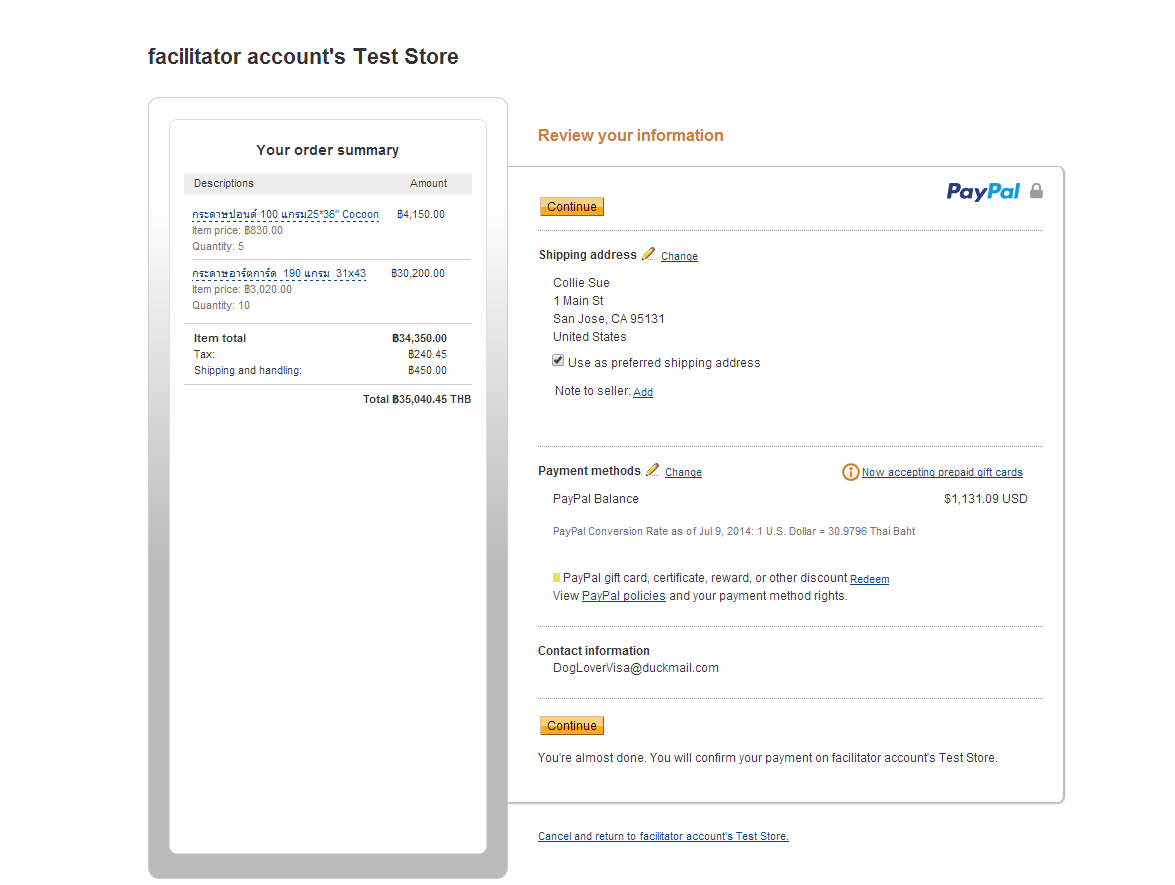 facilitator account's Test Store
Your order summary
Descriptions Amount
กระดาษปอนด์ 100 แกรม25*36" Cocoon ฿4,150.00
Item price: ฿830.00
Quantity: 5
กระดาษอาร์ตการ์ด 190 แกรม 31x43 ฿30,200.00
Item price: ฿3,020.00
Quantity: 10
Item total ฿34,350.00
Tax: ฿240.45
Shipping and handling: ฿450.00
Total ฿35,040.45 THB
Review your information
PayPal
Continue
Shipping address Change
Collie Sue
1 Main St
San Jose, CA 95131
United States
Use as preferred shipping address
Note to seller: Add
Payment methods Change Now accepting prepaid gift cards
PayPal Balance $1,131.09 USD
PayPal Conversion Rate as of Jul 9, 2014: 1 U.S. Dollar = 30.9796 Thai Baht
PayPal gift card, certificate, reward, or other discount Redeem
View PayPal policies and your payment method rights.
Contact information
DogLoverVisa@duckmail.com
Continue
You're almost done. You will confirm your payment on facilitator account's Test Store.
Cancel and return to facilitator account's Test Store.